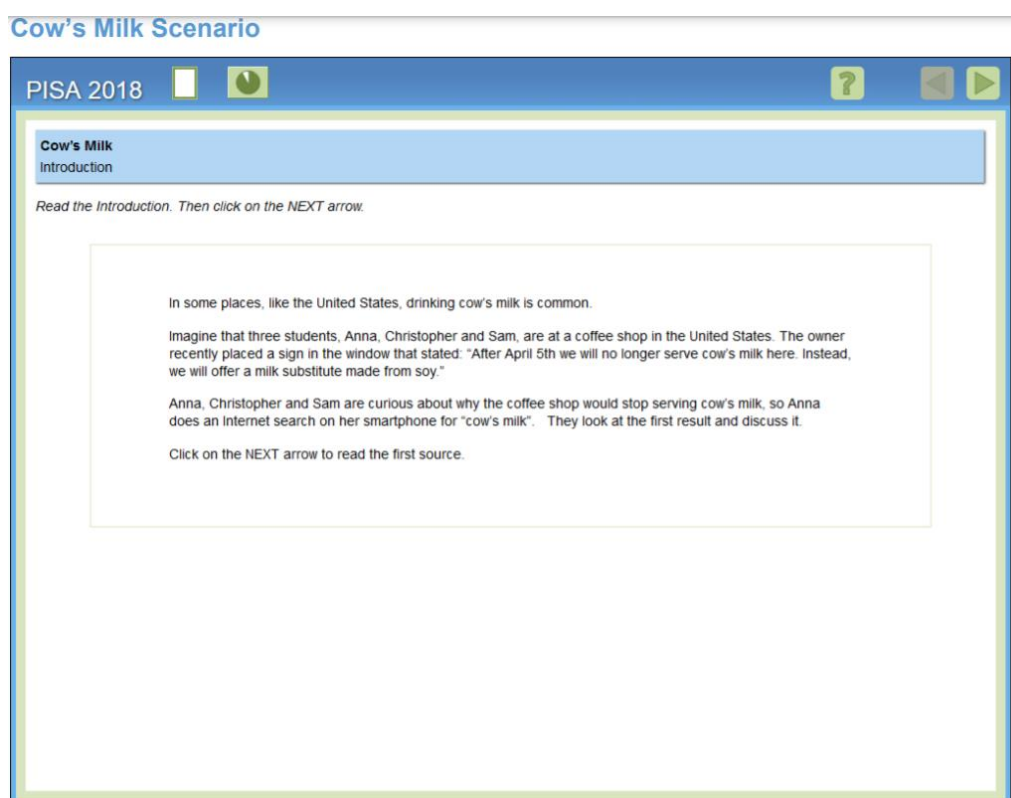 Cow's Milk Scenario
PISA 2018
?
Cow's Milk
Introduction
Read the Introduction. Then click on the NEXT arrow.
In some places, like the United States, drinking cow's milk is common.
Imagine that three students, Anna, Christopher and Sam, are at a coffee shop in the United States. The owner
recently placed a sign in the window that stated: “After April 5th we will no longer serve cow's milk here. Instead,
we will offer a milk substitute made from soy.”
Anna, Christopher and Sam are curious about why the coffee shop would stop serving cow's milk, so Anna
does an Internet search on her smartphone for “cow's milk”. They look at the first result and discuss it.
Click on the NEXT arrow to read the first source.